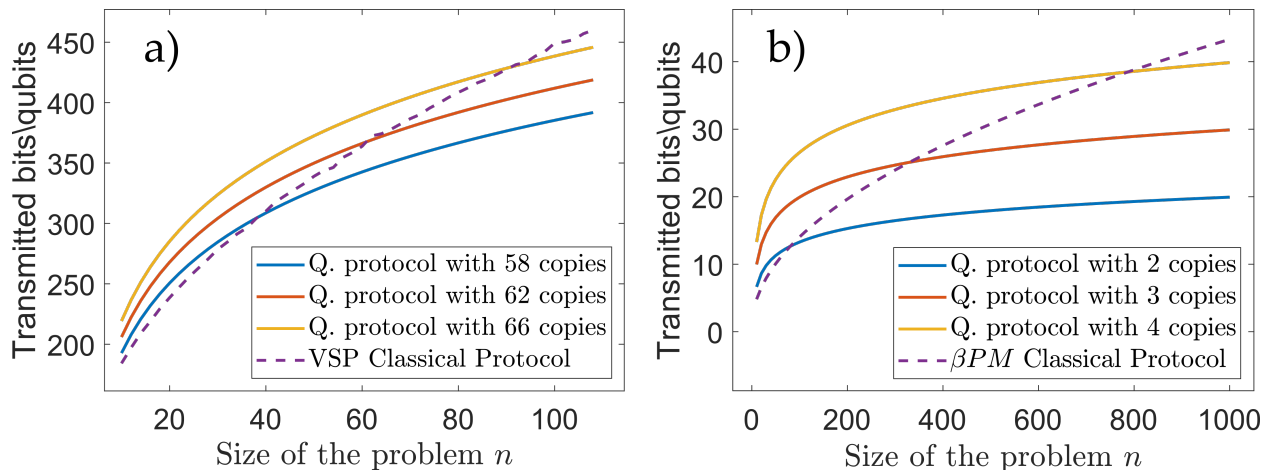 a)
Transmitted bits\qubits
450
400
350
300
250
200
20 40 60 80 100
Size of the problem n
Q. protocol with 58 copies
Q. protocol with 62 copies
Q. protocol with 66 copies
VSP Classical Protocol
b)
Transmitted bits\qubits
40
30
20
10
0
0 200 400 600 800 1000
Size of the problem n
Q. protocol with 2 copies
Q. protocol with 3 copies
Q. protocol with 4 copies
βPM Classical Protocol